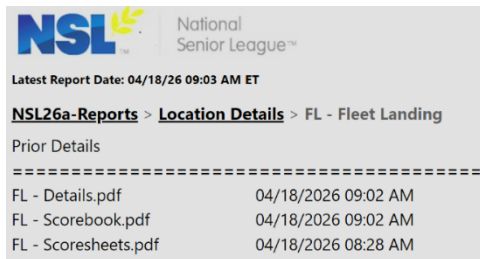 NSL™ National
Senior League™
Latest Report Date: 04/18/26 09:03 AM ET
NSL26a-Reports > Location Details > FL - Fleet Landing
Prior Details
========================================
FL - Details.pdf 04/18/2026 09:02 AM
FL - Scorebook.pdf 04/18/2026 09:02 AM
FL - Scoresheets.pdf 04/18/2026 08:28 AM